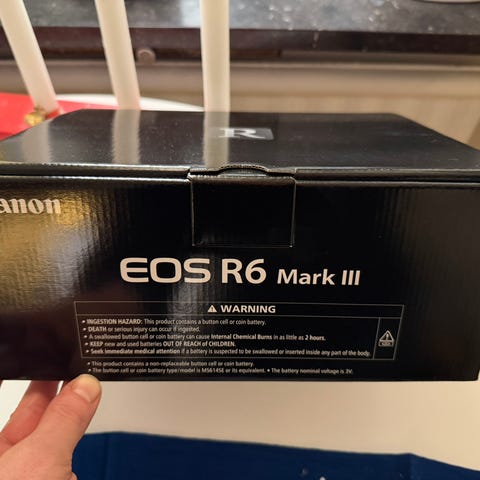 R
anon
EOS R6 Mark III
WARNING
INGESTION HAZARD: This product contains a button cell or coin battery.
DEATH or serious injury can occur if ingested.
A swallowed button cell or coin battery can cause Internal Chemical Burns in as little as 2 hours.
KEEP new and used batteries OUT OF REACH of CHILDREN.
Seek immediate medical attention if a battery is suspected to be swallowed or inserted inside any part of the body.
• This product contains a non-replaceable button cell or coin battery.
• The button cell or coin battery type/model is MS614SE or its equivalent. • The battery nominal voltage is 3V.